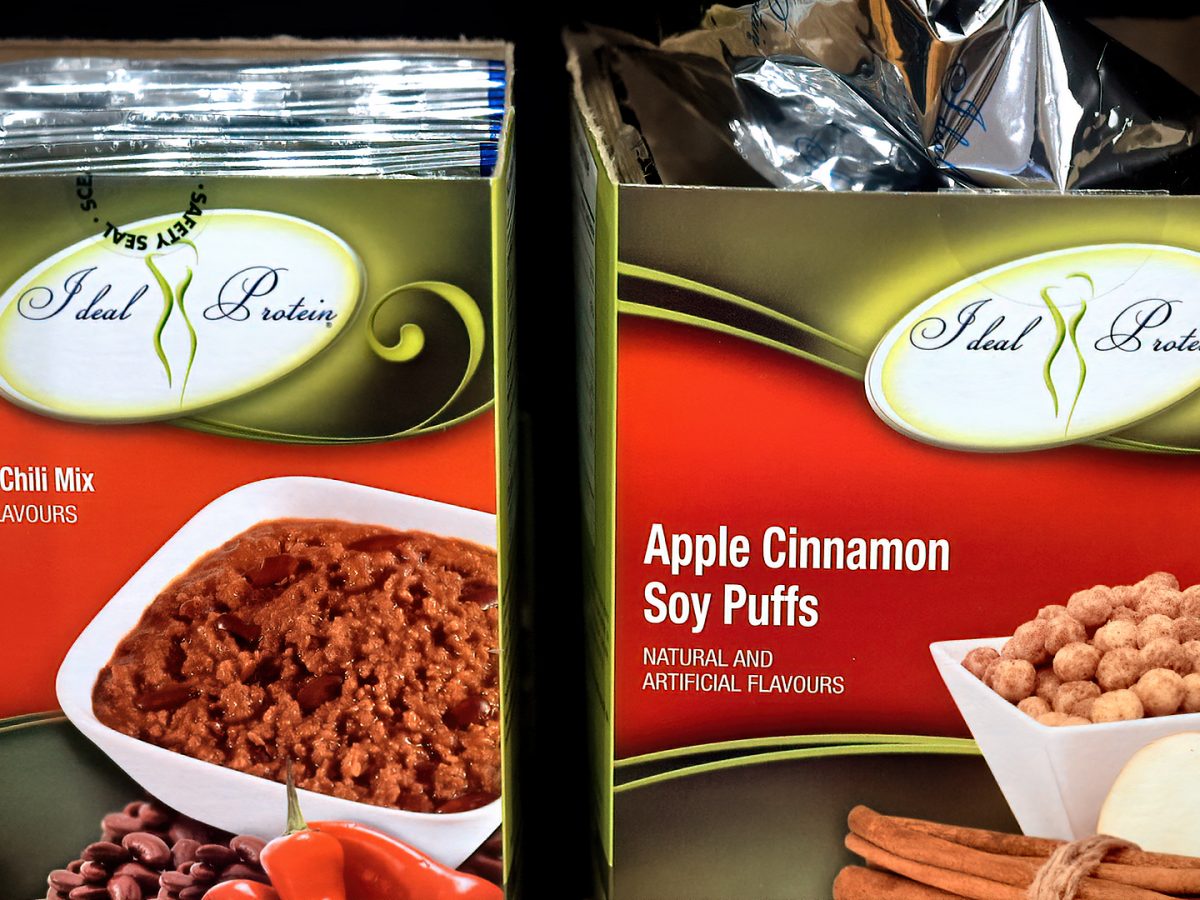 SAFETY SEAL
Ideal Protein®
Chili Mix
LAVOURS
Ideal Prote
Apple Cinnamon
Soy Puffs
NATURAL AND
ARTIFICIAL FLAVOURS